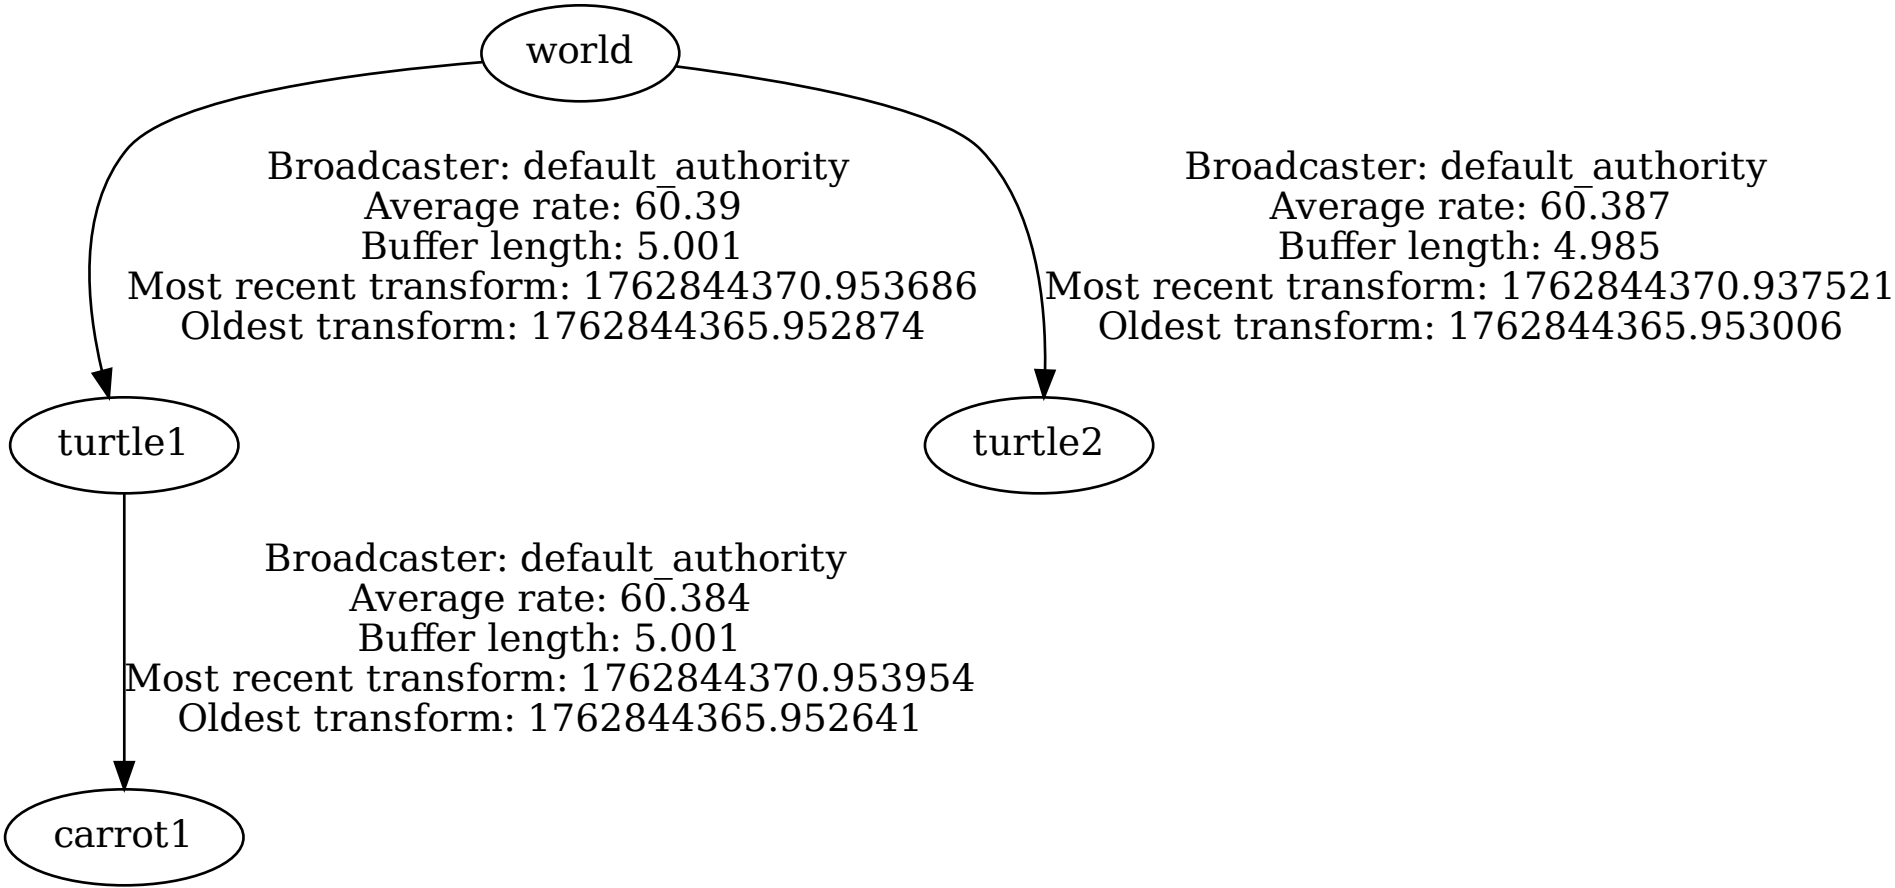 world
Broadcaster: default_authority
Average rate: 60.39
Buffer length: 5.001
Most recent transform: 1762844370.953686
Oldest transform: 1762844365.952874
Broadcaster: default_authority
Average rate: 60.387
Buffer length: 4.985
Most recent transform: 1762844370.937521
Oldest transform: 1762844365.953006
turtle1
turtle2
Broadcaster: default_authority
Average rate: 60.384
Buffer length: 5.001
Most recent transform: 1762844370.953954
Oldest transform: 1762844365.952641
carrot1